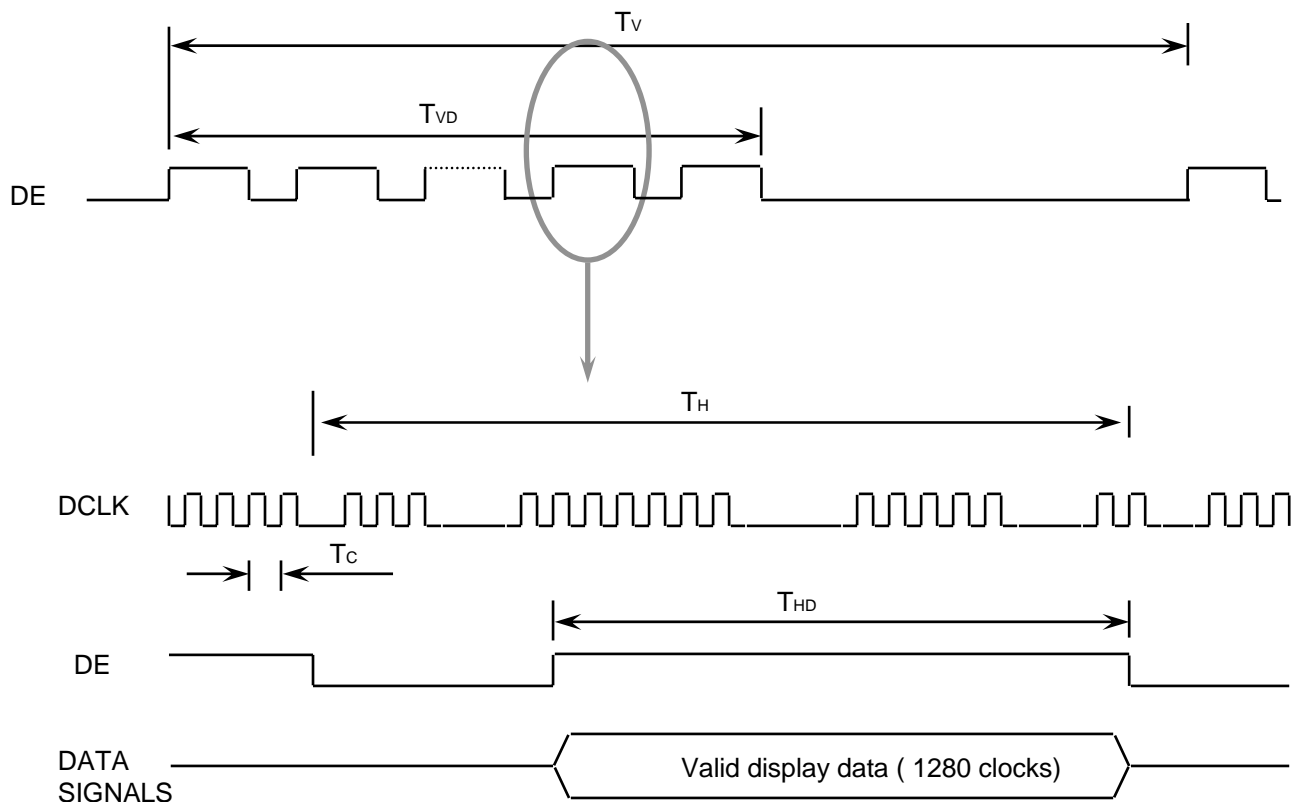 TV
TVD
DE
TH
DCLK
TC
THD
DE
DATA
SIGNALS
Valid display data ( 1280 clocks)